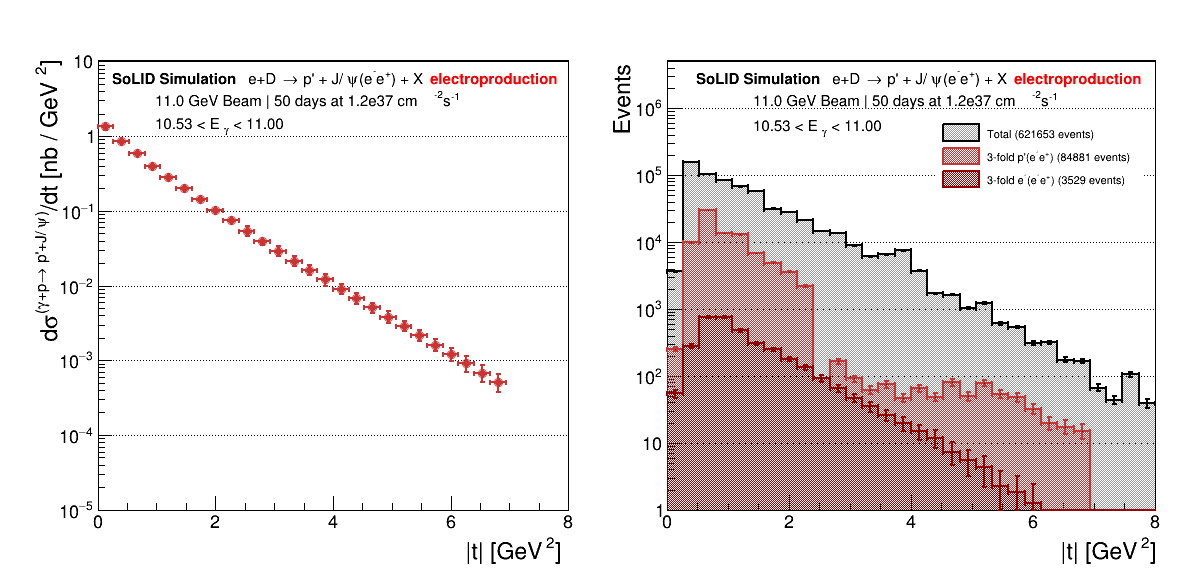 dσ(γ+p→ p'+J/ψ)/dt [nb / GeV²]
10
1
10⁻¹
10⁻²
10⁻³
10⁻⁴
10⁻⁵
SoLID Simulation e+D → p' + J/ψ(e⁻e⁺) + X electroproduction
11.0 GeV Beam | 50 days at 1.2e37 cm⁻²s⁻¹
10.53 < Eγ < 11.00
0 2 4 6 8
|t| [GeV²]
Events
10⁶
10⁵
10⁴
10³
10²
10
1
SoLID Simulation e+D → p' + J/ψ(e⁻e⁺) + X electroproduction
11.0 GeV Beam | 50 days at 1.2e37 cm⁻²s⁻¹
10.53 < Eγ < 11.00
Total (621653 events)
3-fold p'(e⁻e⁺) (84881 events)
3-fold e⁻(e⁻e⁺) (3529 events)
0 2 4 6 8
|t| [GeV²]